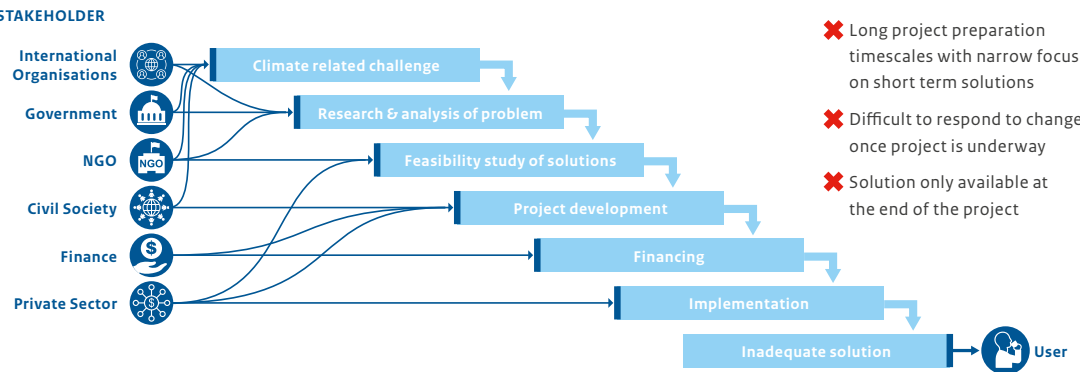 STAKEHOLDER
International
Organisations
Government
NGO
NGO
Civil Society
Finance
$
Private Sector
$
Climate related challenge
Research & analysis of problem
Feasibility study of solutions
Project development
Financing
Implementation
Inadequate solution
User
Long project preparation
timescales with narrow focus
on short term solutions
Difficult to respond to change
once project is underway
Solution only available at
the end of the project